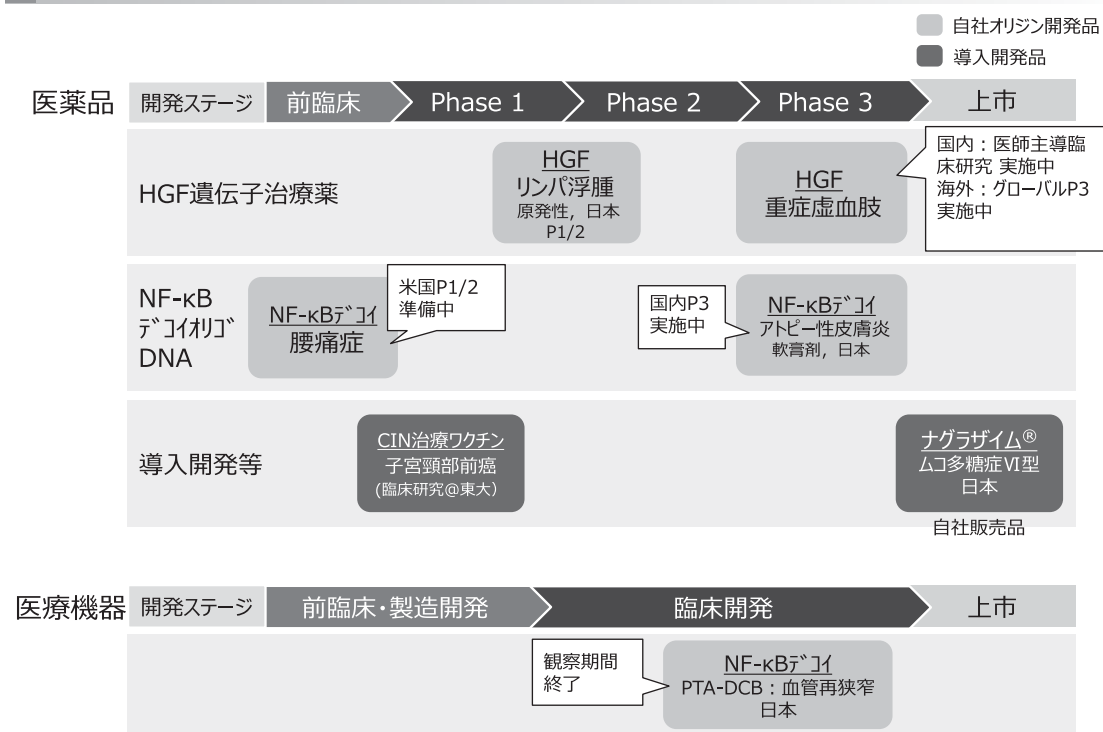 自社オリジン開発品
導入開発品
医薬品
開発ステージ
前臨床
Phase 1
Phase 2
Phase 3
上市
HGF遺伝子治療薬
HGF
リンパ浮腫
原発性, 日本
P1/2
HGF
重症虚血肢
国内：医師主導臨
床研究 実施中
海外：グローバルP3
実施中
NF-κB
ﾃﾞｺｲｵﾘｺﾞ
DNA
NF-κBﾃﾞｺｲ
腰痛症
米国P1/2
準備中
国内P3
実施中
NF-κBﾃﾞｺｲ
アトピー性皮膚炎
軟膏剤, 日本
導入開発等
CIN治療ワクチン
子宮頸部前癌
(臨床研究@東大)
ナグラザイム®
ムコ多糖症Ⅵ型
日本
自社販売品
医療機器
開発ステージ
前臨床・製造開発
臨床開発
上市
観察期間
終了
NF-κBﾃﾞｺｲ
PTA-DCB：血管再狭窄
日本